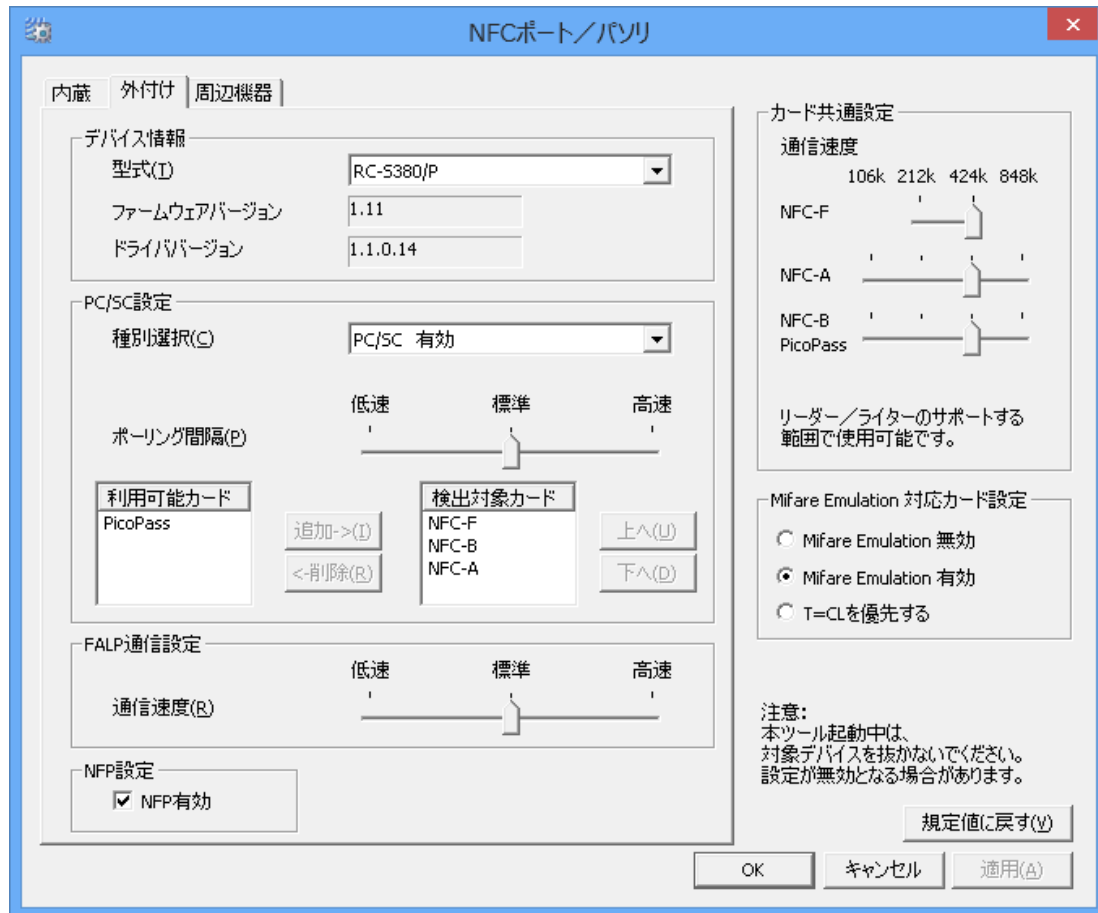 NFCポート／パソリ
内蔵 外付け 周辺機器
デバイス情報
型式(I) RC-S380/P
ファームウェアバージョン 1.11
ドライババージョン 1.1.0.14
PC/SC設定
種別選択(C) PC/SC 有効
低速 標準 高速
ポーリング間隔(P)
利用可能カード
PicoPass
追加->(I)
<-削除(R)
検出対象カード
NFC-F
NFC-B
NFC-A
上へ(U)
下へ(D)
FALP通信設定
低速 標準 高速
通信速度(R)
NFP設定
NFP有効
カード共通設定
通信速度
106k 212k 424k 848k
NFC-F
NFC-A
NFC-B
PicoPass
リーダー／ライターのサポートする
範囲で使用可能です。
Mifare Emulation 対応カード設定
Mifare Emulation 無効
Mifare Emulation 有効
T=CLを優先する
注意:
本ツール起動中は、
対象デバイスを抜かないでください。
設定が無効となる場合があります。
規定値に戻す(V)
OK キャンセル 適用(A)